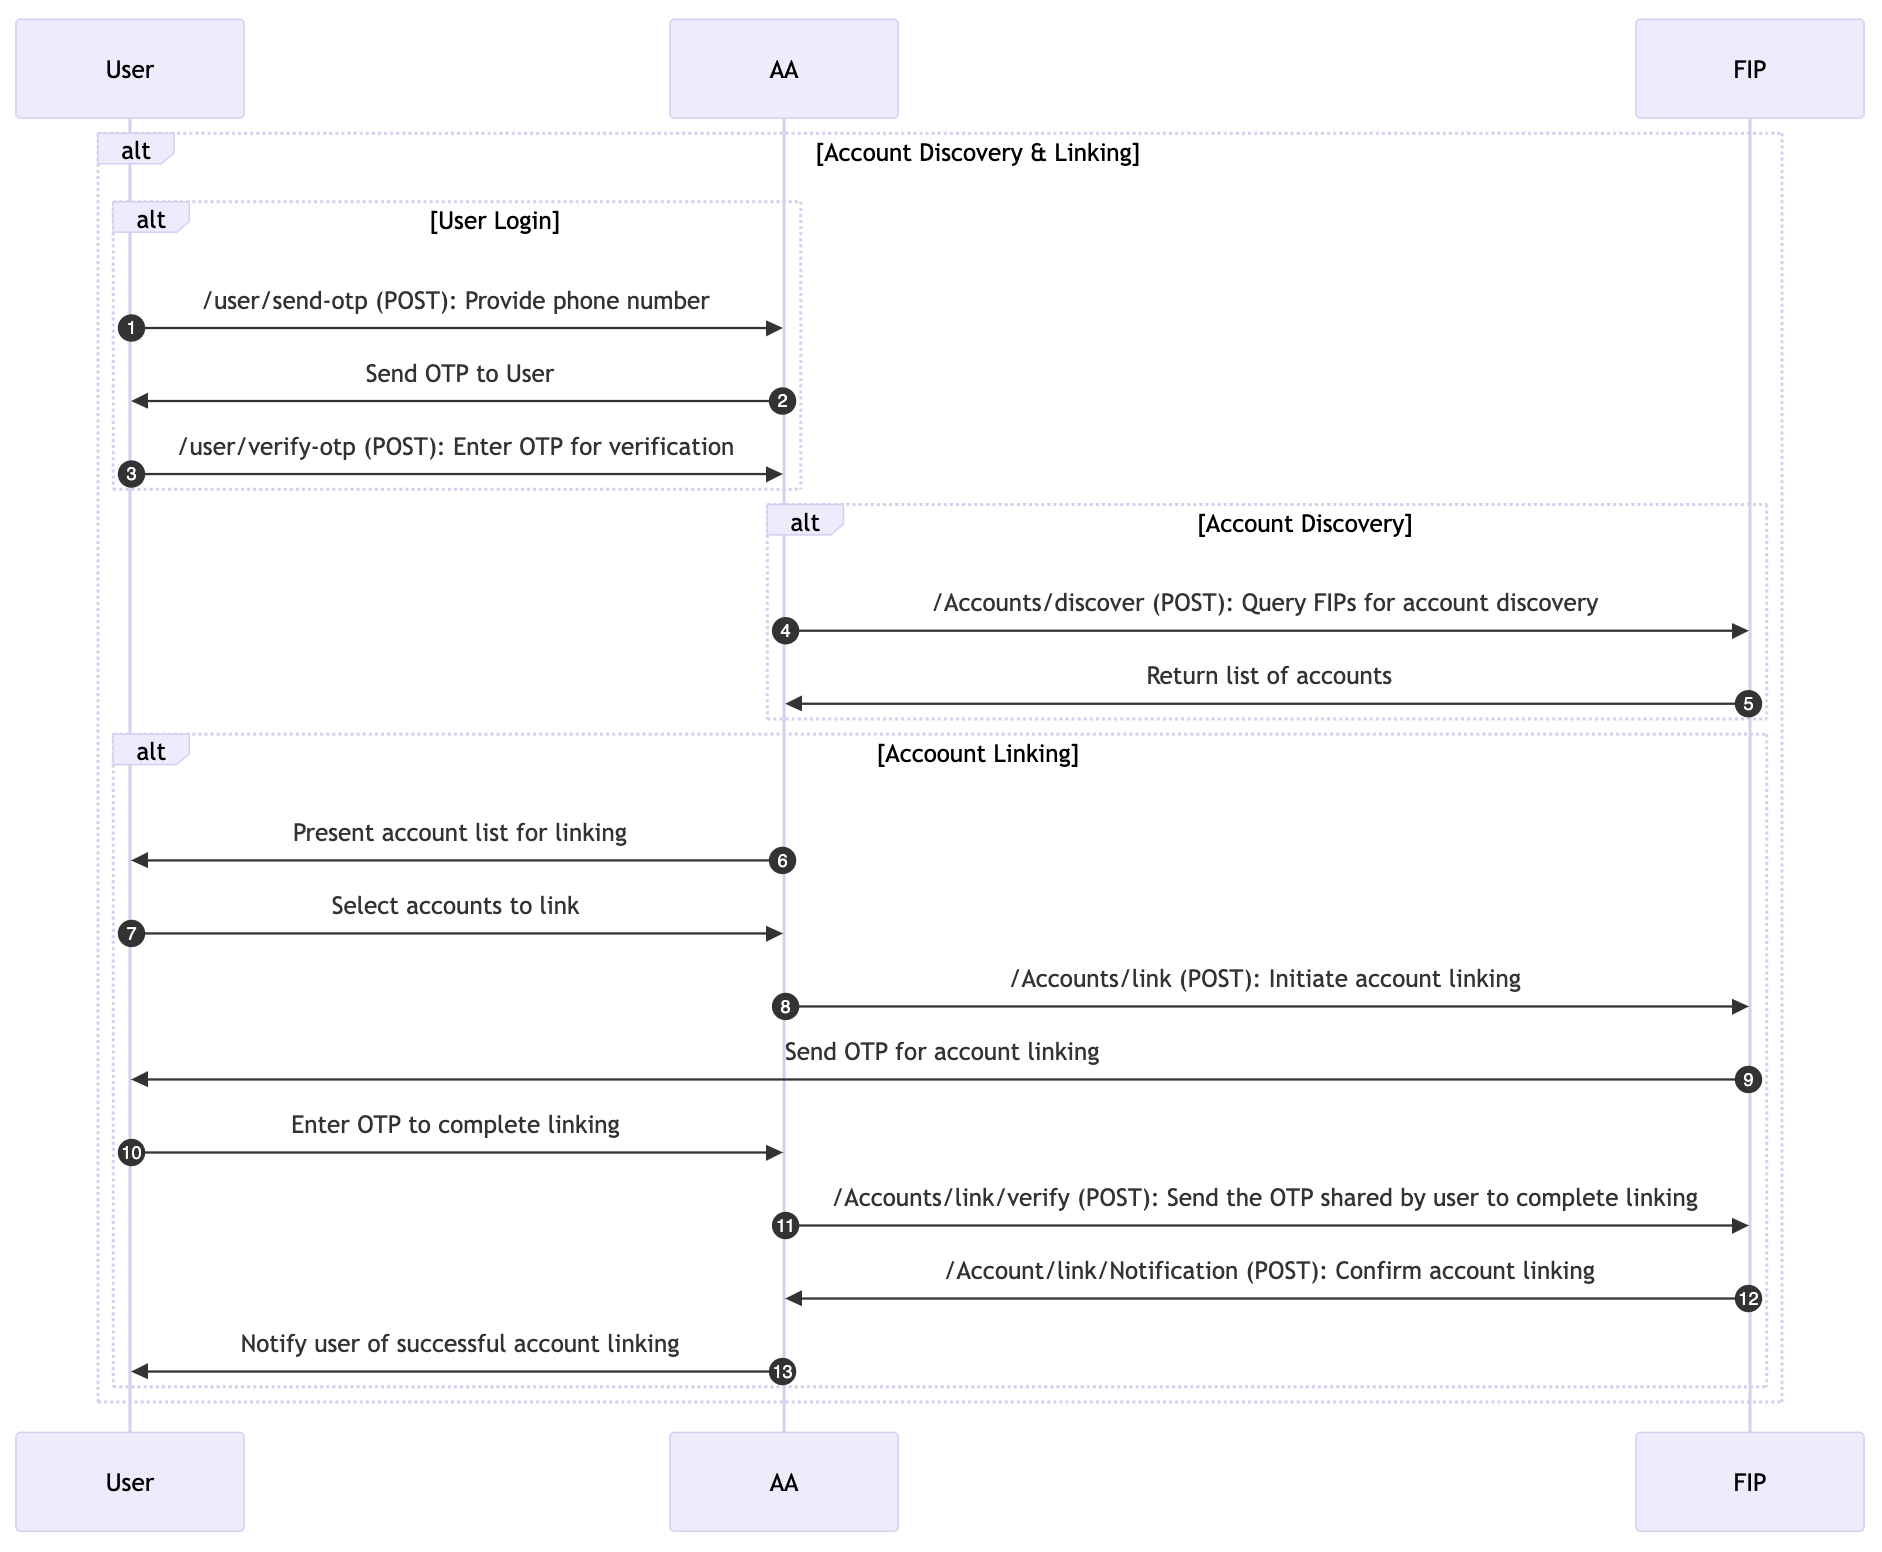 User
AA
FIP
alt
[Account Discovery & Linking]
alt
[User Login]
/user/send-otp (POST): Provide phone number
1
Send OTP to User
2
/user/verify-otp (POST): Enter OTP for verification
3
alt
[Account Discovery]
/Accounts/discover (POST): Query FIPs for account discovery
4
Return list of accounts
5
alt
[Accoount Linking]
Present account list for linking
6
Select accounts to link
7
/Accounts/link (POST): Initiate account linking
8
Send OTP for account linking
9
Enter OTP to complete linking
10
/Accounts/link/verify (POST): Send the OTP shared by user to complete linking
11
/Account/link/Notification (POST): Confirm account linking
12
Notify user of successful account linking
13
User
AA
FIP